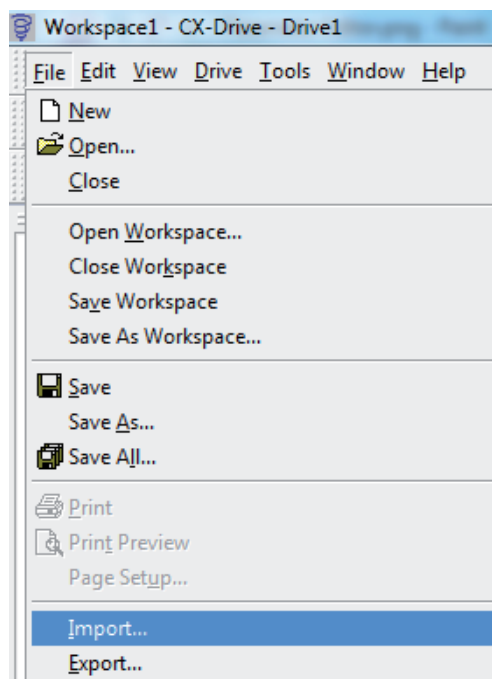 Workspace1 - CX-Drive - Drive1
File Edit View Drive Tools Window Help
New
Open...
Close
Open Workspace...
Close Workspace
Save Workspace
Save As Workspace...
Save
Save As...
Save All...
Print
Print Preview
Page Setup...
Import...
Export...